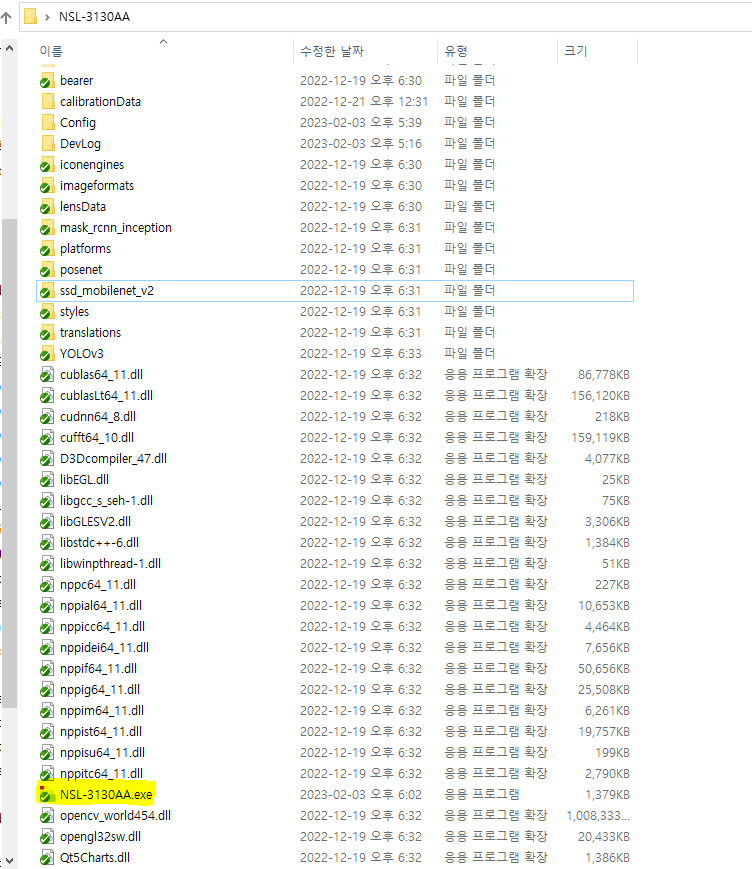 NSL-3130AA
이름 수정한 날짜 유형 크기
bearer 2022-12-19 오후 6:30 파일 폴더
calibrationData 2022-12-21 오후 12:31 파일 폴더
Config 2023-02-03 오후 5:39 파일 폴더
DevLog 2023-02-03 오후 5:16 파일 폴더
iconengines 2022-12-19 오후 6:30 파일 폴더
imageformats 2022-12-19 오후 6:30 파일 폴더
lensData 2022-12-19 오후 6:30 파일 폴더
mask_rcnn_inception 2022-12-19 오후 6:31 파일 폴더
platforms 2022-12-19 오후 6:31 파일 폴더
posenet 2022-12-19 오후 6:31 파일 폴더
ssd_mobilenet_v2 2022-12-19 오후 6:31 파일 폴더
styles 2022-12-19 오후 6:31 파일 폴더
translations 2022-12-19 오후 6:31 파일 폴더
YOLOv3 2022-12-19 오후 6:33 파일 폴더
cublas64_11.dll 2022-12-19 오후 6:32 응용 프로그램 확장 86,778KB
cublasLt64_11.dll 2022-12-19 오후 6:32 응용 프로그램 확장 156,120KB
cudnn64_8.dll 2022-12-19 오후 6:32 응용 프로그램 확장 218KB
cufft64_10.dll 2022-12-19 오후 6:32 응용 프로그램 확장 159,119KB
D3Dcompiler_47.dll 2022-12-19 오후 6:32 응용 프로그램 확장 4,077KB
libEGL.dll 2022-12-19 오후 6:32 응용 프로그램 확장 25KB
libgcc_s_seh-1.dll 2022-12-19 오후 6:32 응용 프로그램 확장 75KB
libGLESV2.dll 2022-12-19 오후 6:32 응용 프로그램 확장 3,306KB
libstdc++-6.dll 2022-12-19 오후 6:32 응용 프로그램 확장 1,384KB
libwinpthread-1.dll 2022-12-19 오후 6:32 응용 프로그램 확장 51KB
nppc64_11.dll 2022-12-19 오후 6:32 응용 프로그램 확장 227KB
nppial64_11.dll 2022-12-19 오후 6:32 응용 프로그램 확장 10,653KB
nppicc64_11.dll 2022-12-19 오후 6:32 응용 프로그램 확장 4,464KB
nppidei64_11.dll 2022-12-19 오후 6:32 응용 프로그램 확장 7,656KB
nppif64_11.dll 2022-12-19 오후 6:32 응용 프로그램 확장 50,656KB
nppig64_11.dll 2022-12-19 오후 6:32 응용 프로그램 확장 25,508KB
nppim64_11.dll 2022-12-19 오후 6:32 응용 프로그램 확장 6,261KB
nppist64_11.dll 2022-12-19 오후 6:32 응용 프로그램 확장 19,757KB
nppisu64_11.dll 2022-12-19 오후 6:32 응용 프로그램 확장 199KB
nppitc64_11.dll 2022-12-19 오후 6:32 응용 프로그램 확장 2,790KB
NSL-3130AA.exe 2023-02-03 오후 6:02 응용 프로그램 1,379KB
opencv_world454.dll 2022-12-19 오후 6:32 응용 프로그램 확장 1,008,333...
opengl32sw.dll 2022-12-19 오후 6:32 응용 프로그램 확장 20,433KB
Qt5Charts.dll 2022-12-19 오후 6:32 응용 프로그램 확장 1,386KB